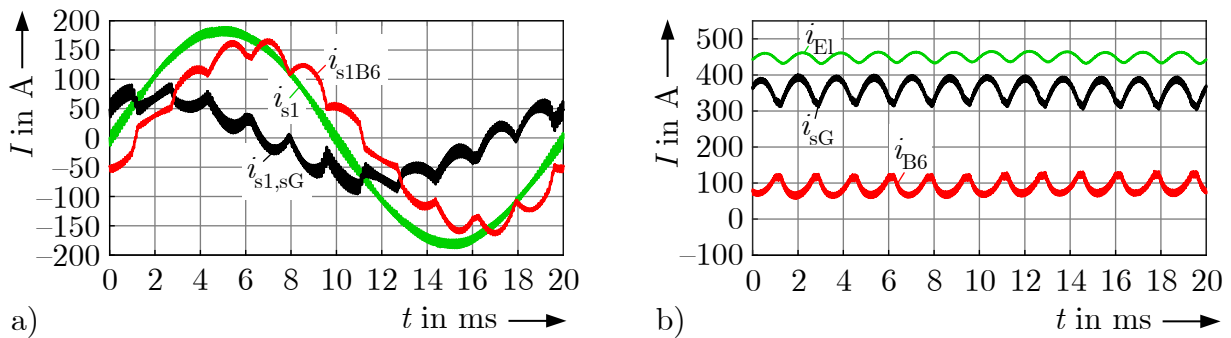 I in A
200
150
100
50
0
−50
−100
−150
−200
i_s1B6
i_s1
i_s1,sG
0 2 4 6 8 10 12 14 16 18 20
a)
t in ms
I in A
500
400
300
200
100
0
−100
i_El
i_sG
i_B6
0 2 4 6 8 10 12 14 16 18 20
b)
t in ms